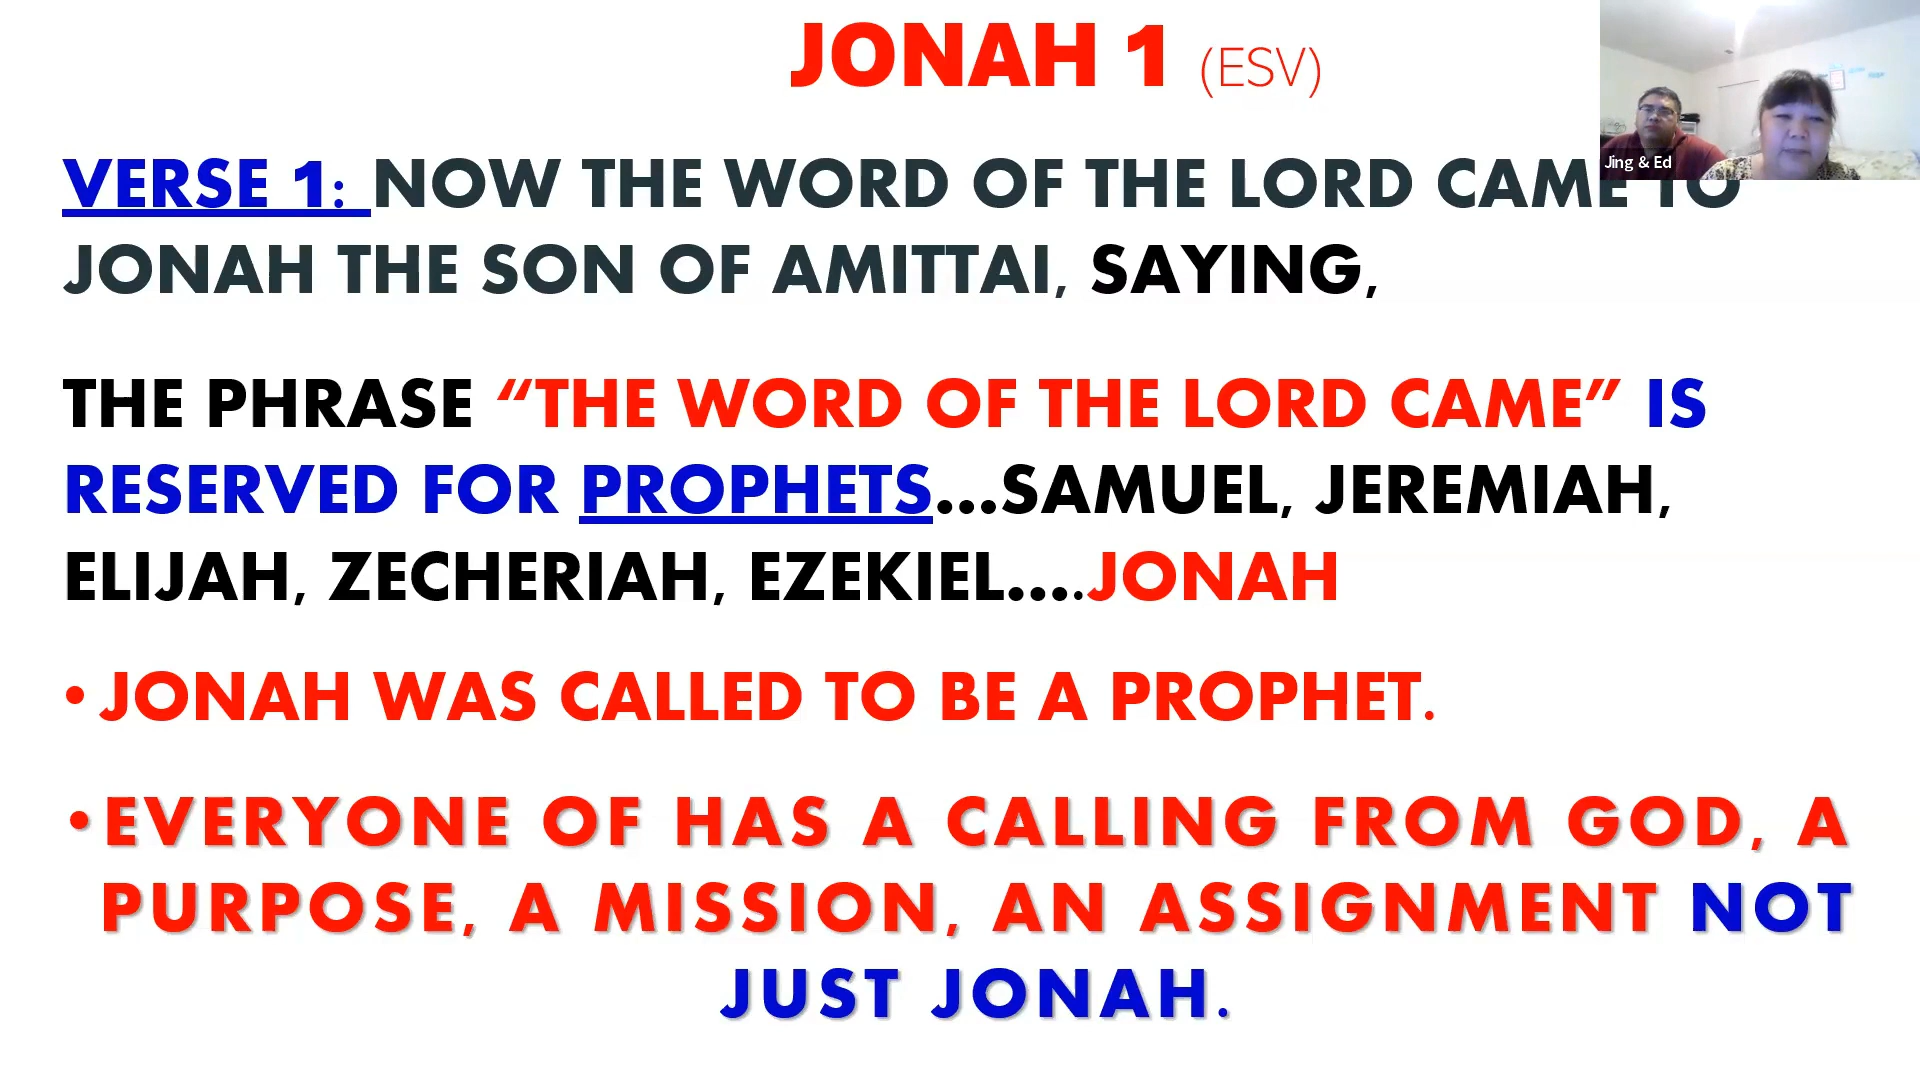 JONAH 1 (ESV)
Jing & Ed
VERSE 1: NOW THE WORD OF THE LORD CAME TO
JONAH THE SON OF AMITTAI, SAYING,
THE PHRASE “THE WORD OF THE LORD CAME” IS
RESERVED FOR PROPHETS...SAMUEL, JEREMIAH,
ELIJAH, ZECHERIAH, EZEKIEL....JONAH
• JONAH WAS CALLED TO BE A PROPHET.
• EVERYONE OF HAS A CALLING FROM GOD, A
PURPOSE, A MISSION, AN ASSIGNMENT NOT
JUST JONAH.